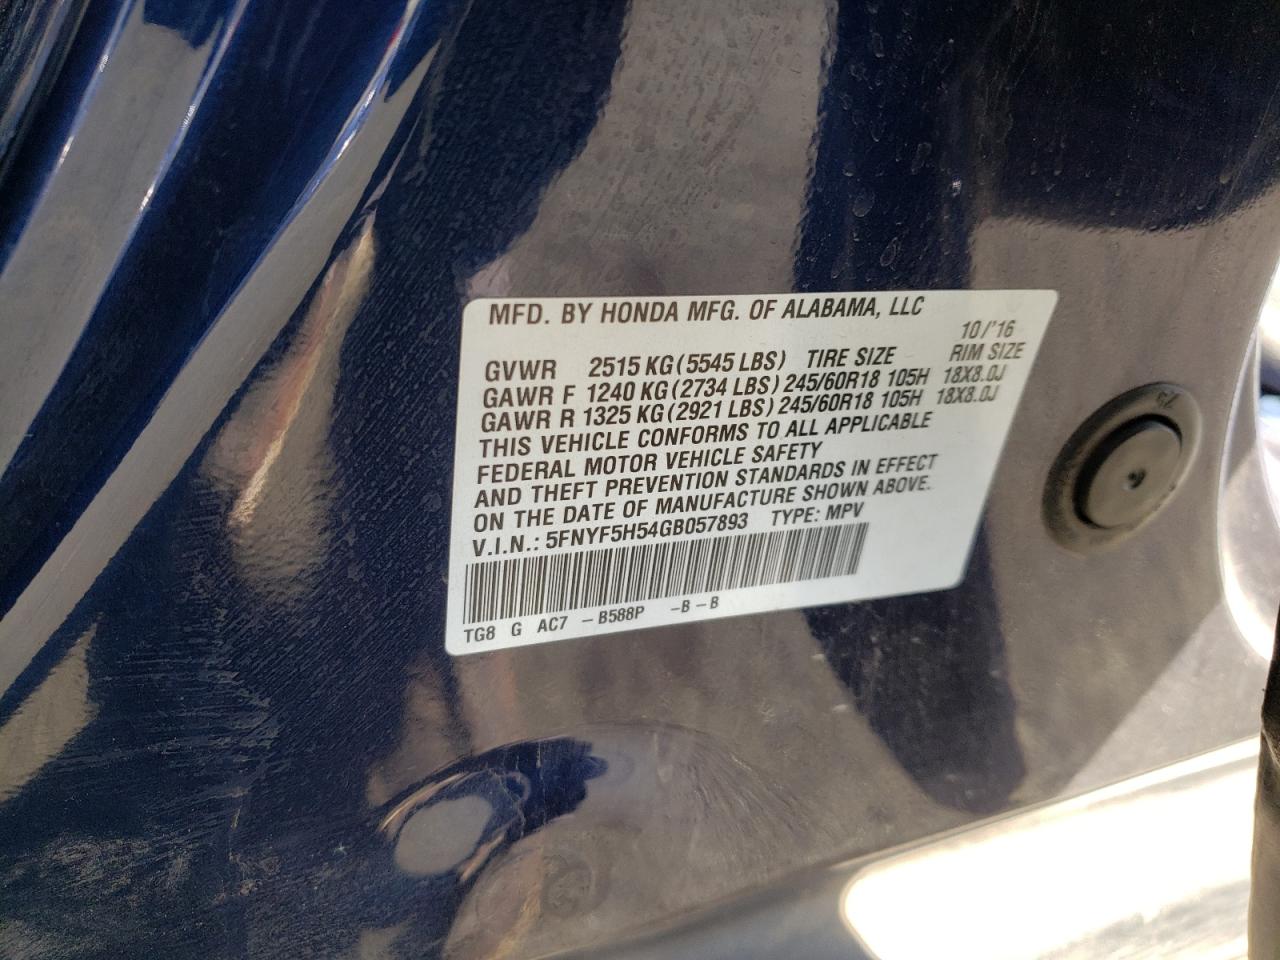 MFD. BY HONDA MFG. OF ALABAMA, LLC
10/'16
GVWR 2515 KG (5545 LBS) TIRE SIZE RIM SIZE
GAWR F 1240 KG (2734 LBS) 245/60R18 105H 18X8.0J
GAWR R 1325 KG (2921 LBS) 245/60R18 105H 18X8.0J
THIS VEHICLE CONFORMS TO ALL APPLICABLE
FEDERAL MOTOR VEHICLE SAFETY
AND THEFT PREVENTION STANDARDS IN EFFECT
ON THE DATE OF MANUFACTURE SHOWN ABOVE.
V.I.N.: 5FNYF5H54GB057893 TYPE: MPV
TG8 G AC7 - B588P - B - B